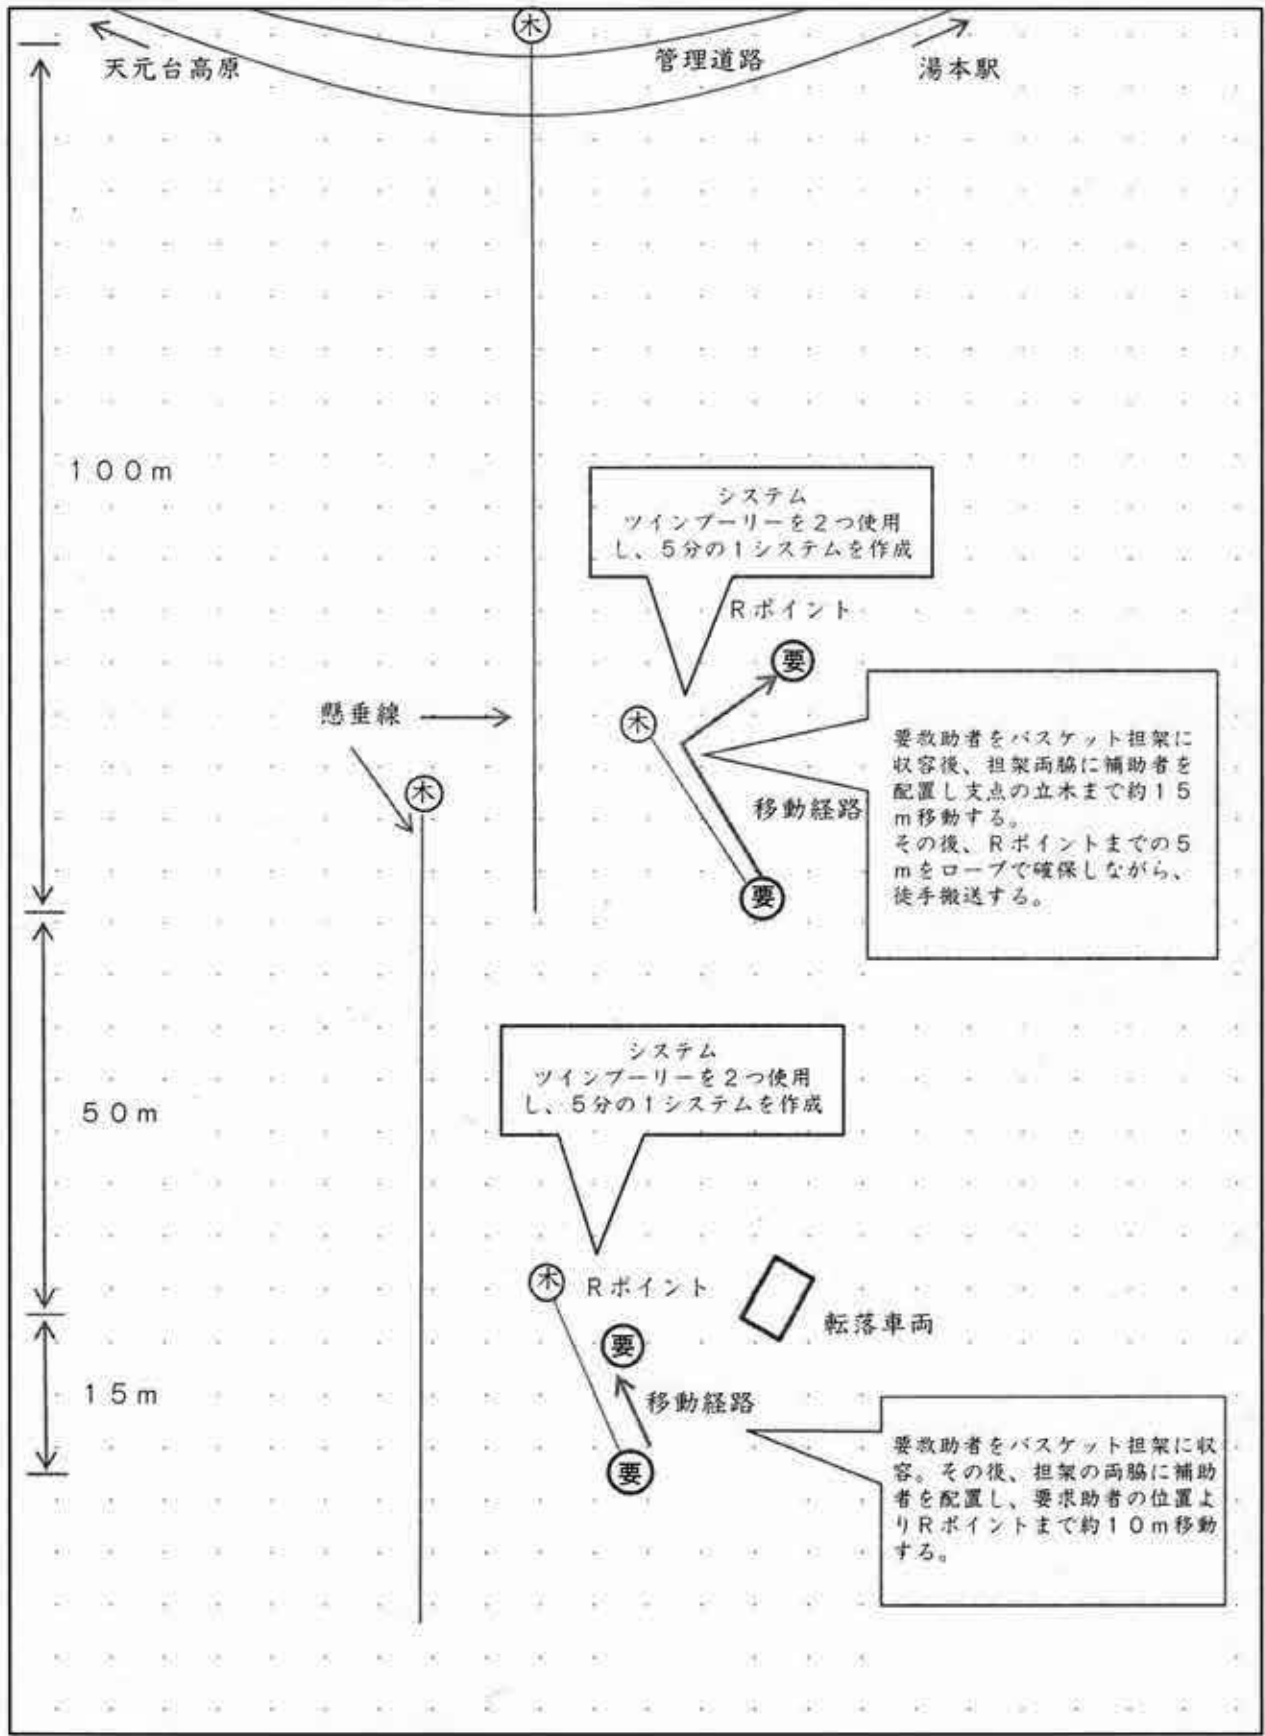 木
天元台高原
管理道路
湯本駅
100m
システム
ツインプーリーを2つ使用
し、5分の1システムを作成
Rポイント
要
懸垂線
木
木
移動経路
要
要救助者をバスケット担架に
収容後、担架両脇に補助者を
配置し支点の立木まで約15
m移動する。
その後、Rポイントまでの5
mをロープで確保しながら、
徒手搬送する。
50m
システム
ツインプーリーを2つ使用
し、5分の1システムを作成
木
Rポイント
転落車両
要
15m
移動経路
要
要救助者をバスケット担架に収
容。その後、担架の両脇に補助
者を配置し、要求助者の位置よ
りRポイントまで約10m移動
する。